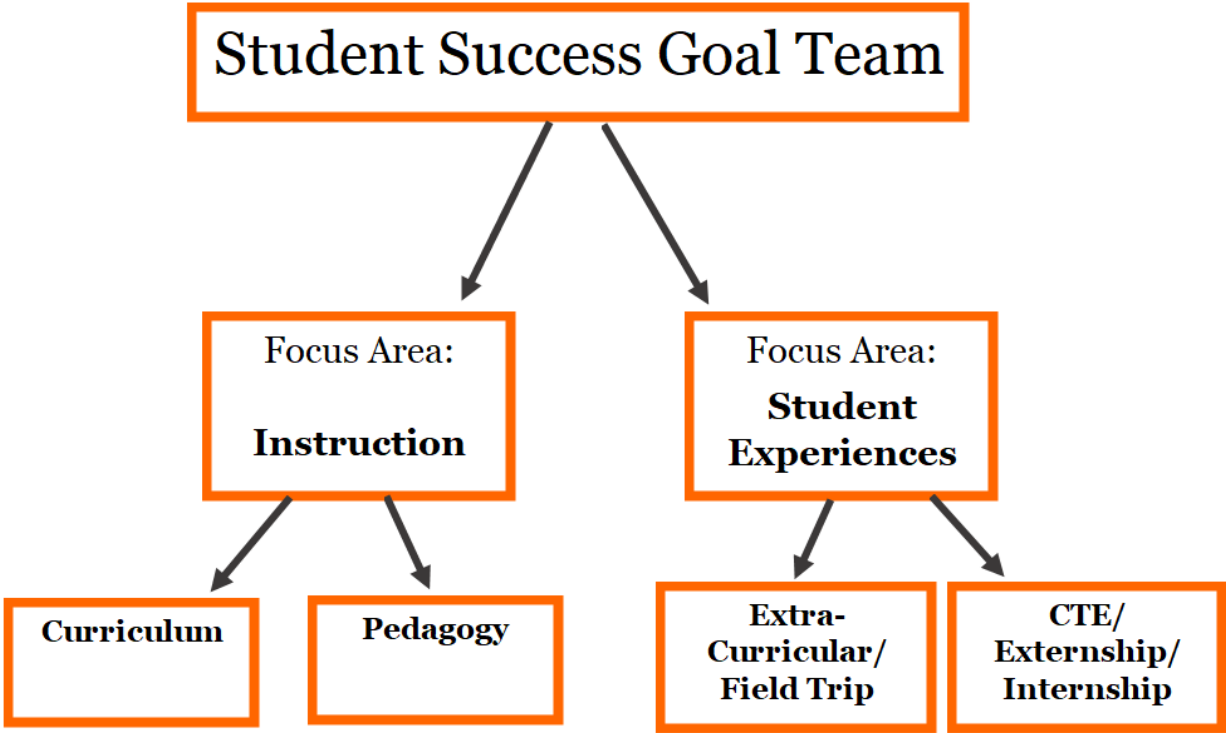 Student Success Goal Team
Focus Area:
Instruction
Focus Area:
Student
Experiences
Curriculum
Pedagogy
Extra-
Curricular/
Field Trip
CTE/
Externship/
Internship